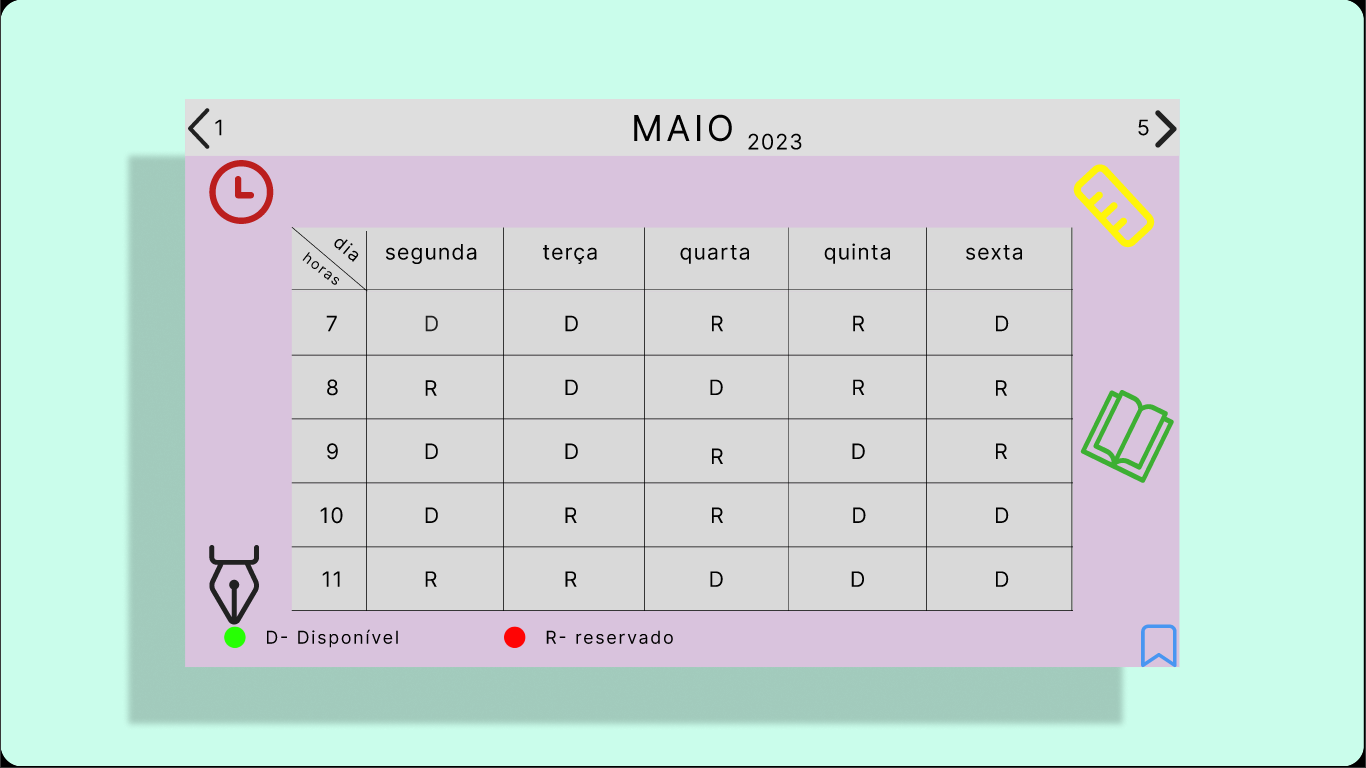 1 MAIO 2023 5
dia
horas
segunda terça quarta quinta sexta
7 D D R R D
8 R D D R R
9 D D R D R
10 D R R D D
11 R R D D D
D- Disponível R- reservado